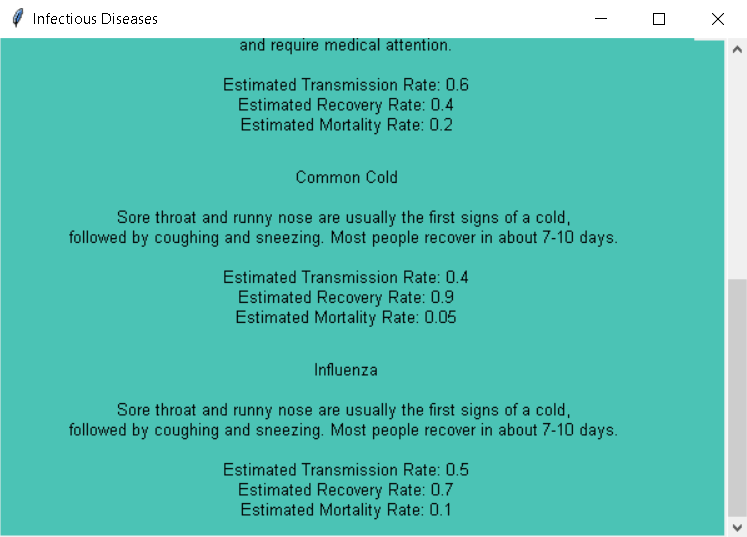 Infectious Diseases
and require medical attention.
Estimated Transmission Rate: 0.6
Estimated Recovery Rate: 0.4
Estimated Mortality Rate: 0.2
Common Cold
Sore throat and runny nose are usually the first signs of a cold,
followed by coughing and sneezing. Most people recover in about 7-10 days.
Estimated Transmission Rate: 0.4
Estimated Recovery Rate: 0.9
Estimated Mortality Rate: 0.05
Influenza
Sore throat and runny nose are usually the first signs of a cold,
followed by coughing and sneezing. Most people recover in about 7-10 days.
Estimated Transmission Rate: 0.5
Estimated Recovery Rate: 0.7
Estimated Mortality Rate: 0.1